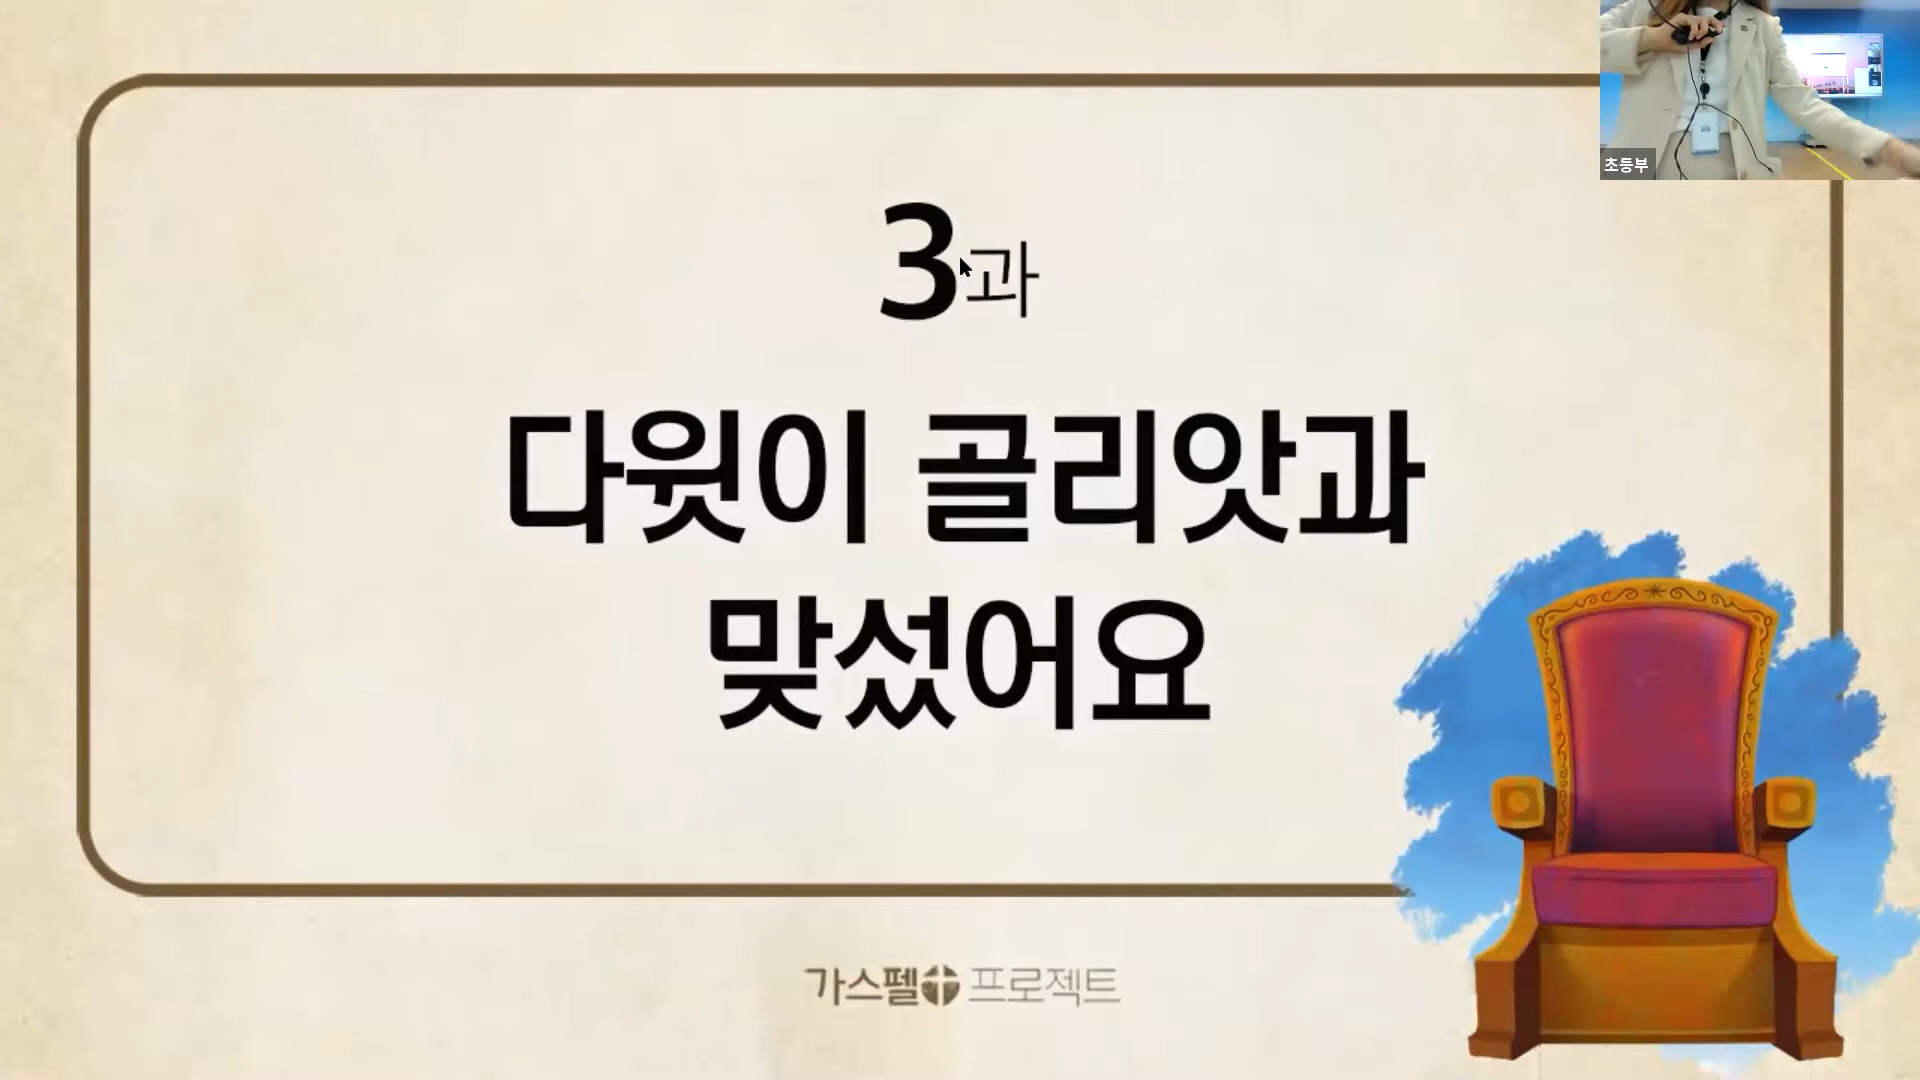 3과
다윗이 골리앗과
맞섰어요
가스펠 프로젝트
초등부